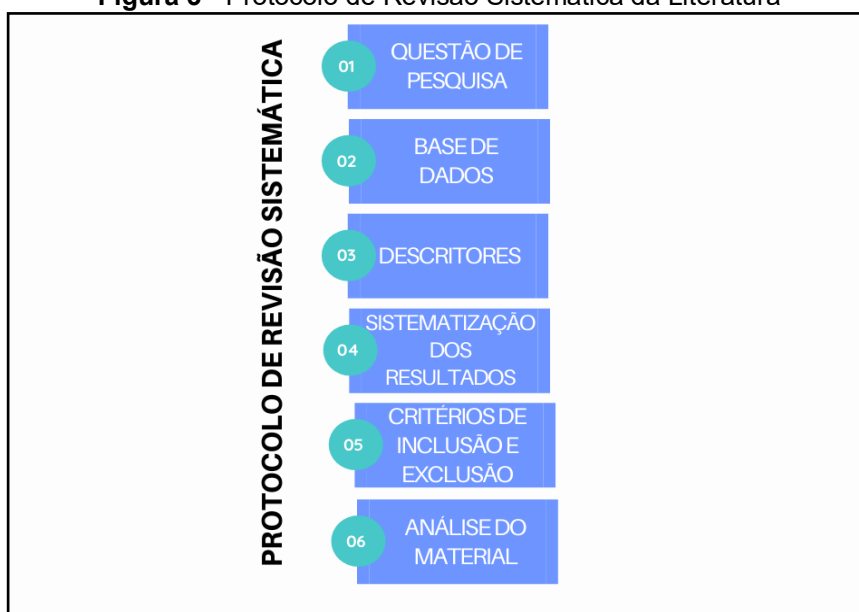 Figura - Protocolo de Revisão Sistemática da Literatura
PROTOCOLO DE REVISÃO SISTEMÁTICA
01
QUESTÃO DE
PESQUISA
02
BASE DE
DADOS
03
DESCRITORES
04
SISTEMATIZAÇÃO
DOS
RESULTADOS
05
CRITÉRIOS DE
INCLUSÃO E
EXCLUSÃO
06
ANÁLISE DO
MATERIAL